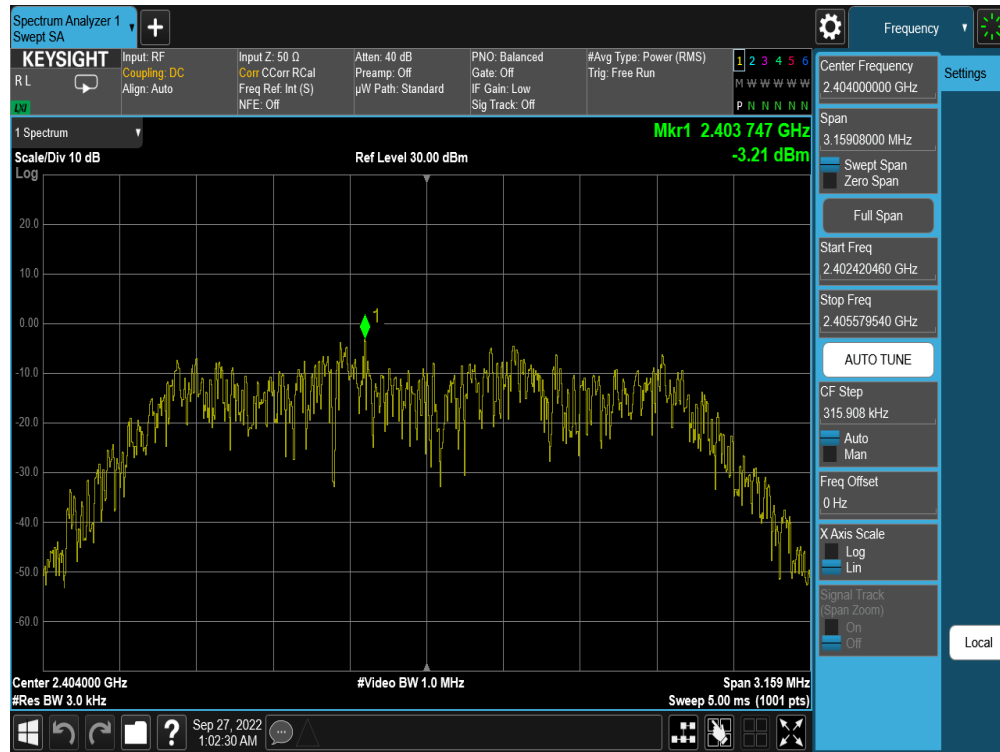 Spectrum Analyzer 1
Swept SA
Frequency
KEYSIGHT
R L
LXI
Input: RF
Coupling: DC
Align: Auto
Input Z: 50 Ω
Corr CCorr RCal
Freq Ref: Int (S)
NFE: Off
Atten: 40 dB
Preamp: Off
µW Path: Standard
PNO: Balanced
Gate: Off
IF Gain: Low
Sig Track: Off
#Avg Type: Power (RMS)
Trig: Free Run
1 2 3 4 5 6
M W W W W W
P N N N N N
1 Spectrum
Scale/Div 10 dB
Log
Ref Level 30.00 dBm
Mkr1 2.403 747 GHz
-3.21 dBm
1
20.0
10.0
0.00
-10.0
-20.0
-30.0
-40.0
-50.0
-60.0
Center 2.404000 GHz
#Res BW 3.0 kHz
#Video BW 1.0 MHz
Span 3.159 MHz
Sweep 5.00 ms (1001 pts)
?
Sep 27, 2022
1:02:30 AM
Center Frequency
2.404000000 GHz
Settings
Span
3.15908000 MHz
Swept Span
Zero Span
Full Span
Start Freq
2.402420460 GHz
Stop Freq
2.405579540 GHz
AUTO TUNE
CF Step
315.908 kHz
Auto
Man
Freq Offset
0 Hz
X Axis Scale
Log
Lin
Signal Track
(Span Zoom)
On
Off
Local